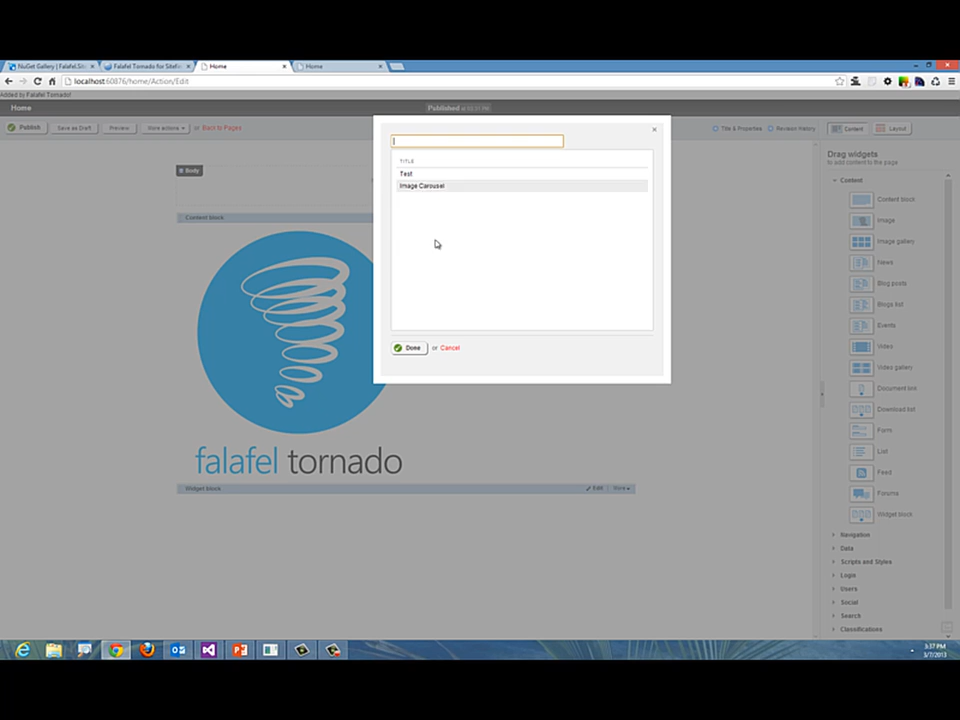 NuGet Gallery | Falafel.Sit
Falafel Tornado for Sitefin
Home
Home
localhost:60876/home/Action/Edit
Added by Falafel Tornado!
Home
Published at 03:31 PM
Publish
Save as Draft
Preview
More actions
or Back to Pages
Title & Properties
Revision History
Content
Layout
Body
Content block
falafel tornado
Widget block
Edit
More
TITLE
Test
Image Carousel
Done or Cancel
Drag widgets
to add content to the page
Content
Content block
Image
Image gallery
News
Blog posts
Blogs list
Events
Video
Video gallery
Document link
Download list
Form
List
Feed
Forums
Widget block
Navigation
Data
Scripts and Styles
Login
Users
Social
Search
Classifications
3:37 PM
3/7/2013